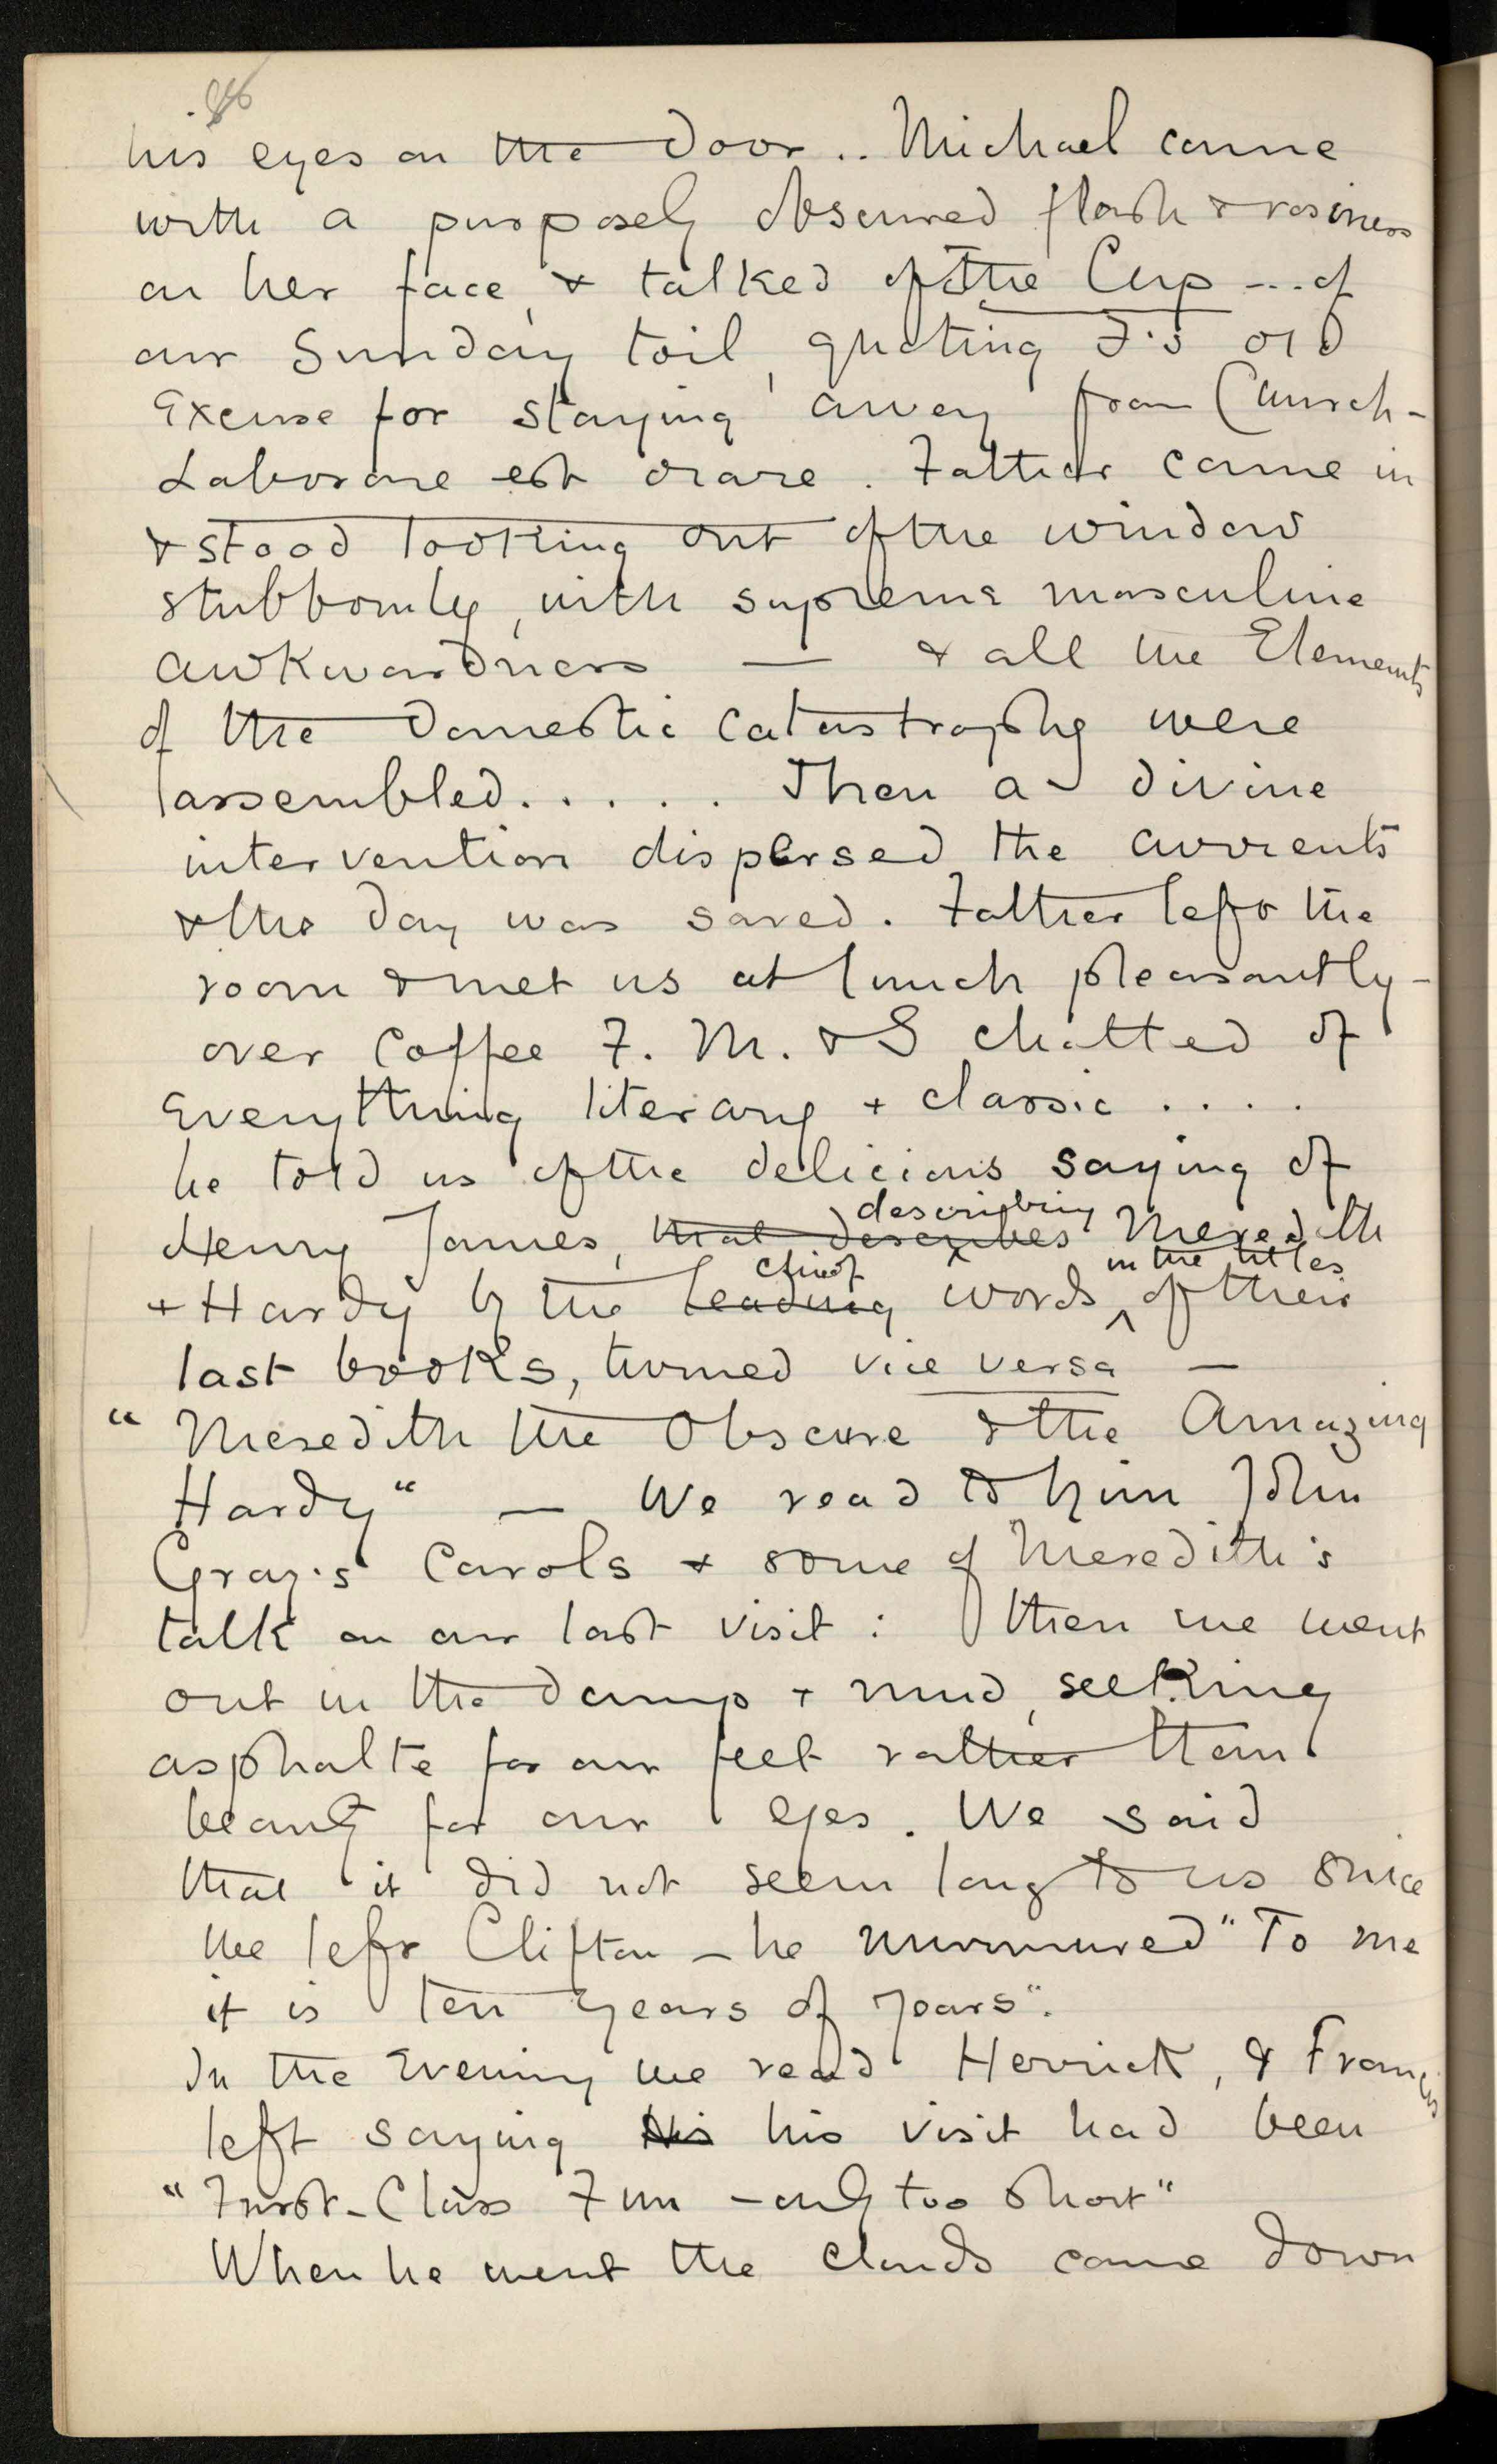 his eyes on the door .. Michael came
with a purposely obscured flash & rosiness
on her face, & talked of the Cup --- of
our Sunday toil, quoting F's old
Excuse for staying away from Church -
Laborare est orare. Father came in
& stood looking out of the window
stubbornly, with supreme masculine
awkwardness — & all the Elements
of the domestic catastrophe were
assembled. . . . . . Then a divine
intervention dispersed the currents
& the day was saved. Father left the
room & met us at lunch pleasantly -
over coffee F. M. & S chatted of
Everything literary + classic . . . .
he told us of the delicious saying of
Henry James, that describes describing Meredith
+ Hardy by the leading chief words in the titles of their
last books, turned vice versa —
"Meredith the Obscure & the Amazing
Hardy" — We read to him John
Gray's Carols + some of Meredith's
talk on our last visit: then we went
out in the damp + mud, seeking
asphalte for our feet rather than
beauty for our eyes. We said
that it did not seem long to us since
we left Clifton – he murmured "To me
it is ten years of years".
In the Evening we read Herrick, & Francis
left saying his his visit had been
"First-Class Fun – only too short"
When he went the clouds came down